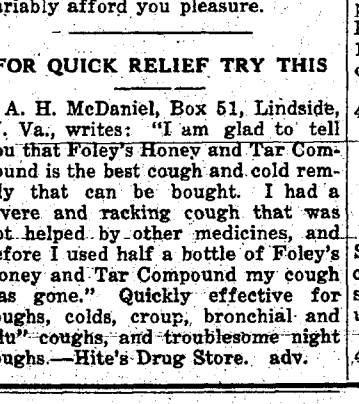 ariably afford you pleasure.
FOR QUICK RELIEF TRY THIS
A. H. McDaniel, Box 51, Lindside,
. Va., writes: "I am glad to tell
ou that Foley's Honey and Tar Com-
ound is the best cough and cold rem-
dy that can be bought. I had a
evere and racking cough that was
ot helped by other medicines, and
efore I used half a bottle of Foley's
oney and Tar Compound my cough
as gone." Quickly effective for
oughs, colds, croup, bronchial and
flu" coughs, and troublesome night
oughs.—Hite's Drug Store. adv.